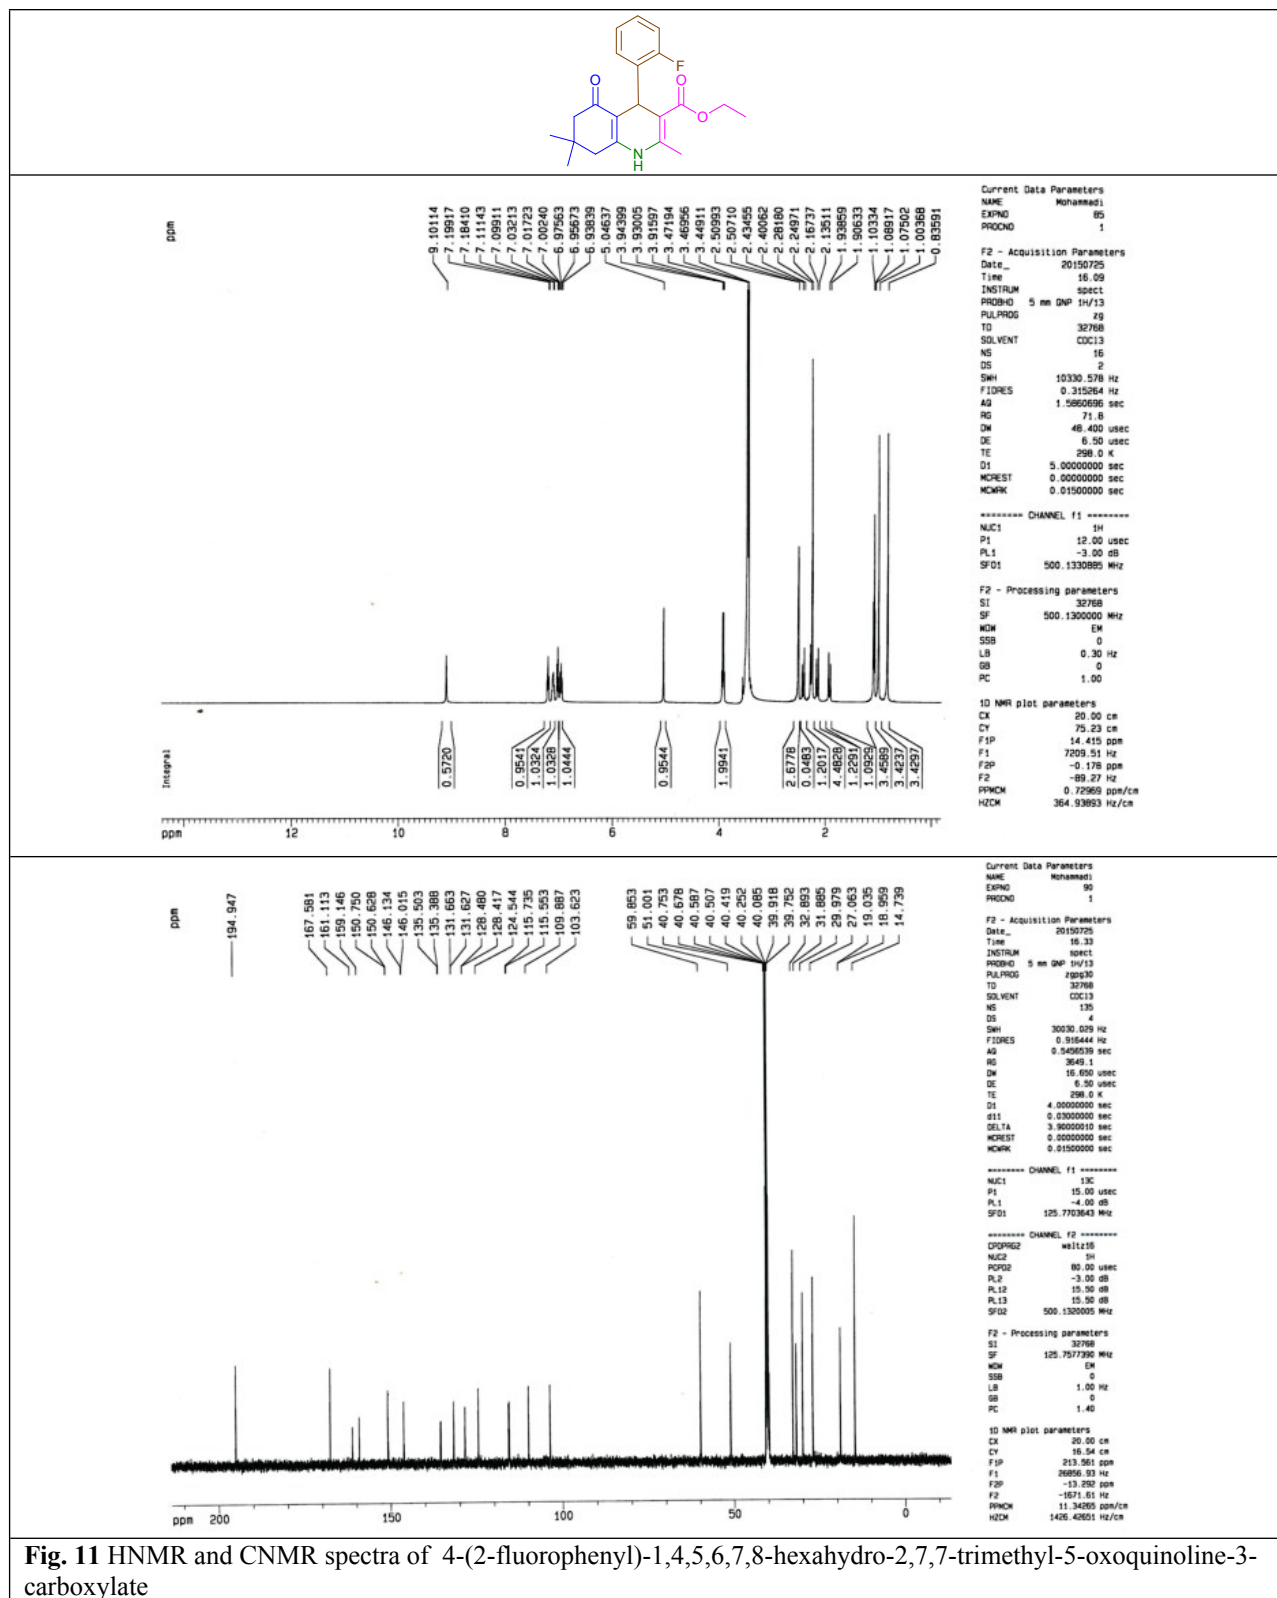 O
F
O
O
N
H
ppm
9.10114
7.19917
7.18410
7.11143
7.09911
7.03213
7.01723
7.00240
6.97563
6.95673
6.93839
5.04637
3.94399
3.93005
3.91597
3.47194
3.46956
3.44911
2.50993
2.50710
2.43455
2.40062
2.28180
2.24971
2.16737
2.13511
1.93859
1.90633
1.10334
1.08917
1.07502
1.00368
0.83591
Current Data Parameters
NAME Mohammadi
EXPNO 85
PROCNO 1
F2 - Acquisition Parameters
Date_ 20150725
Time 16.09
INSTRUM spect
PROBHD 5 mm QNP 1H/13
PULPROG zg
TD 32768
SOLVENT CDCl3
NS 16
DS 2
SWH 10330.578 Hz
FIDRES 0.315264 Hz
AQ 1.5860696 sec
RG 71.8
DW 48.400 usec
DE 6.50 usec
TE 298.0 K
D1 5.00000000 sec
MCREST 0.00000000 sec
MCWRK 0.01500000 sec
======== CHANNEL f1 ========
NUC1 1H
P1 12.00 usec
PL1 -3.00 dB
SFO1 500.1330885 MHz
F2 - Processing parameters
SI 32768
SF 500.1300000 MHz
WDW EM
SSB 0
LB 0.30 Hz
GB 0
PC 1.00
1D NMR plot parameters
CX 20.00 cm
CY 75.23 cm
F1P 14.415 ppm
F1 7209.51 Hz
F2P -0.178 ppm
F2 -89.27 Hz
PPMCM 0.72969 ppm/cm
HZCM 364.93893 Hz/cm
Integral
0.5720
0.9541
1.0324
1.0328
1.0444
0.9544
1.9941
2.6778
0.0483
1.2017
4.4828
1.2291
1.0929
3.4589
3.4237
3.4297
ppm 12 10 8 6 4 2
ppm
194.947
167.581
161.113
159.146
150.750
150.628
146.134
146.015
135.503
135.388
131.663
131.627
128.480
128.417
124.544
115.735
115.553
109.887
103.623
59.853
51.001
40.753
40.678
40.587
40.507
40.419
40.252
40.085
39.918
39.752
32.893
31.885
29.979
27.063
19.035
18.959
14.739
Current Data Parameters
NAME Mohammadi
EXPNO 90
PROCNO 1
F2 - Acquisition Parameters
Date_ 20150725
Time 16.33
INSTRUM spect
PROBHD 5 mm QNP 1H/13
PULPROG zgpg30
TD 32768
SOLVENT CDCl3
NS 135
DS 4
SWH 30030.029 Hz
FIDRES 0.916444 Hz
AQ 0.5456539 sec
RG 3649.1
DW 16.650 usec
DE 6.50 usec
TE 298.0 K
D1 4.00000000 sec
d11 0.03000000 sec
DELTA 3.90000010 sec
MCREST 0.00000000 sec
MCWRK 0.01500000 sec
======== CHANNEL f1 ========
NUC1 13C
P1 15.00 usec
PL1 -4.00 dB
SFO1 125.7703643 MHz
======== CHANNEL f2 ========
CPDPRG2 waltz16
NUC2 1H
PCPD2 80.00 usec
PL2 -3.00 dB
PL12 15.50 dB
PL13 15.50 dB
SFO2 500.1320005 MHz
F2 - Processing parameters
SI 32768
SF 125.7577390 MHz
WDW EM
SSB 0
LB 1.00 Hz
GB 0
PC 1.40
1D NMR plot parameters
CX 20.00 cm
CY 16.54 cm
F1P 213.561 ppm
F1 26856.93 Hz
F2P -13.292 ppm
F2 -1671.61 Hz
PPMCM 11.34265 ppm/cm
HZCM 1426.42651 Hz/cm
ppm 200 150 100 50 0
Fig. 11 HNMR and CNMR spectra of 4-(2-fluorophenyl)-1,4,5,6,7,8-hexahydro-2,7,7-trimethyl-5-oxoquinoline-3-
carboxylate